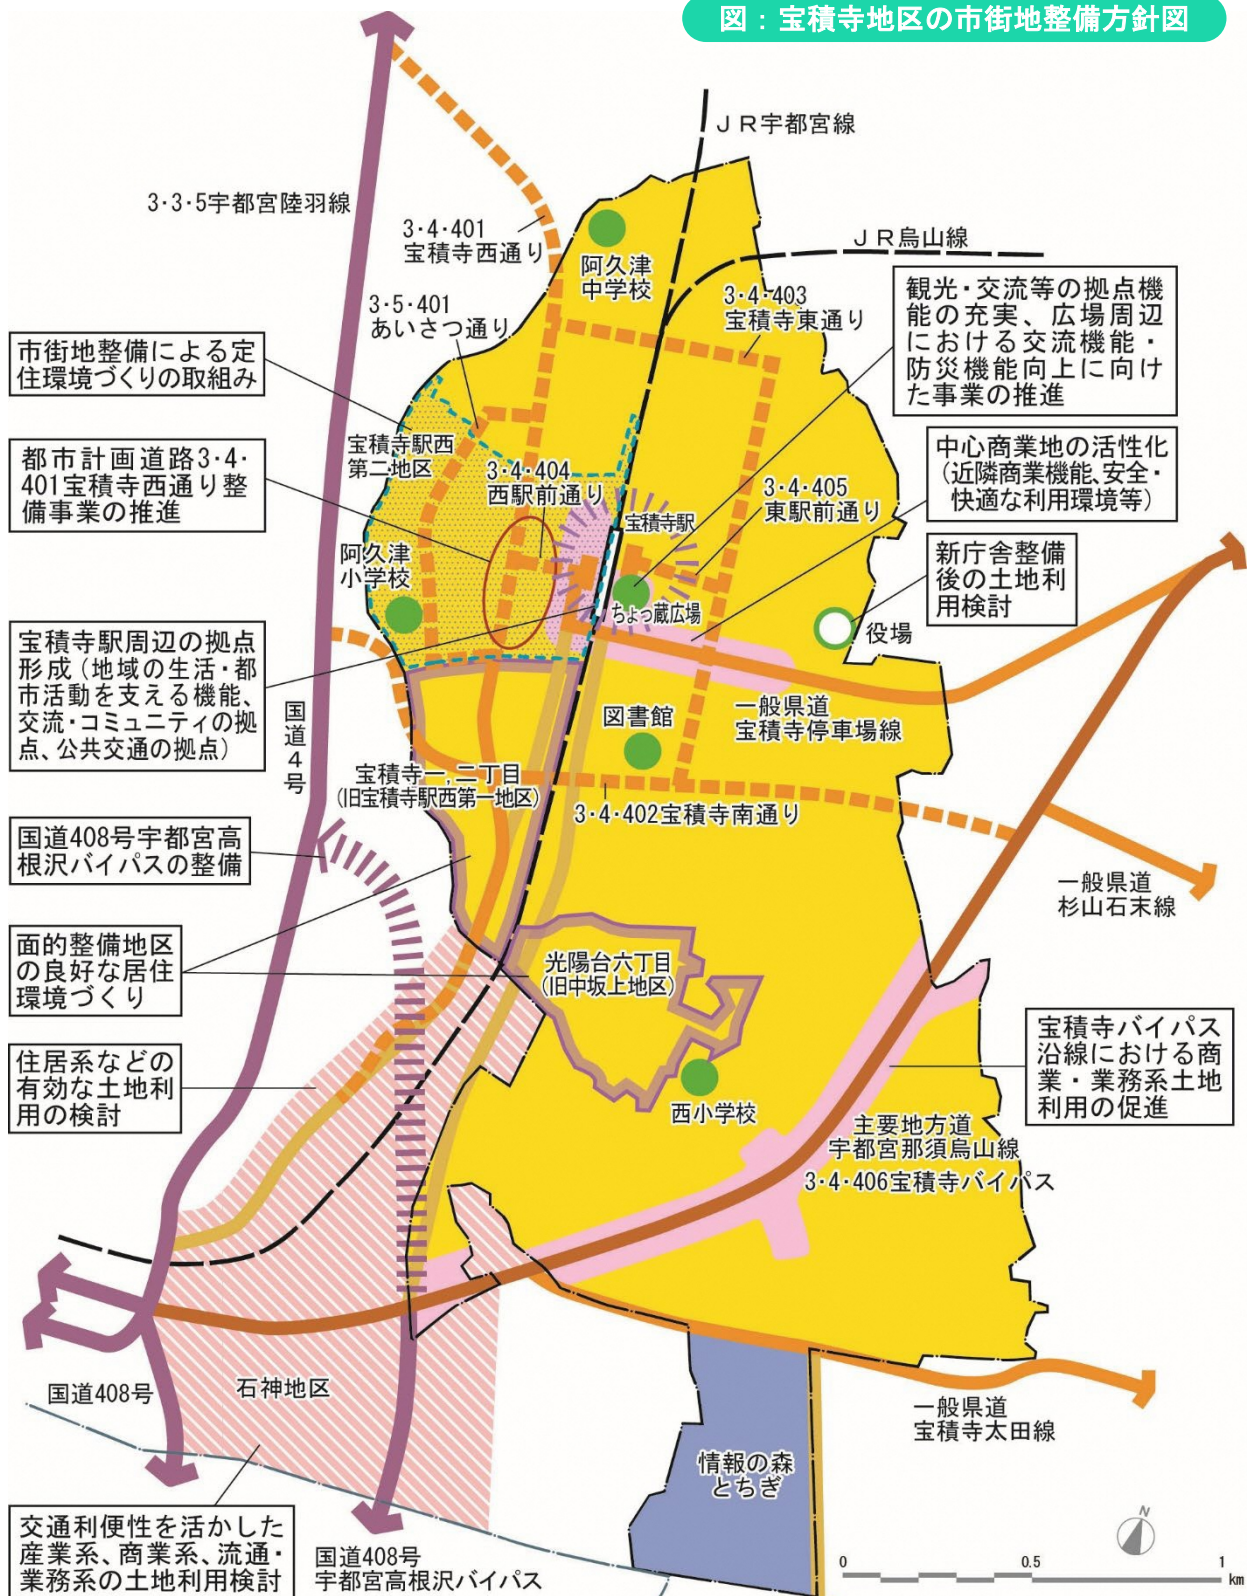 図：宝積寺地区の市街地整備方針図
ＪＲ宇都宮線
3・3・5宇都宮陸羽線
3・4・401
宝積寺西通り
阿久津
中学校
ＪＲ烏山線
3・5・401
あいさつ通り
3・4・403
宝積寺東通り
観光・交流等の拠点機
能の充実、広場周辺
における交流機能・
防災機能向上に向け
た事業の推進
市街地整備による定
住環境づくりの取組み
宝積寺駅西
第二地区
都市計画道路3・4・
401宝積寺西通り整
備事業の推進
3・4・404
西駅前通り
中心商業地の活性化
（近隣商業機能、安全・
快適な利用環境等）
3・4・405
東駅前通り
宝積寺駅
阿久津
小学校
新庁舎整備
後の土地利
用検討
ちょっ蔵広場
役場
宝積寺駅周辺の拠点
形成（地域の生活・都
市活動を支える機能、
交流・コミュニティの拠
点、公共交通の拠点）
国道4号
図書館
一般県道
宝積寺停車場線
宝積寺一,二丁目
（旧宝積寺駅西第一地区）
3・4・402宝積寺南通り
国道408号宇都宮高
根沢バイパスの整備
一般県道
杉山石末線
面的整備地区
の良好な居住
環境づくり
光陽台六丁目
（旧中坂上地区）
住居系などの
有効な土地利
用の検討
宝積寺バイパス
沿線における商
業・業務系土地
利用の促進
西小学校
主要地方道
宇都宮那須烏山線
3・4・406宝積寺バイパス
国道408号
石神地区
一般県道
宝積寺太田線
情報の森
とちぎ
交通利便性を活かした
産業系、商業系、流通・
業務系の土地利用検討
国道408号
宇都宮高根沢バイパス
N
0 0.5 1
km